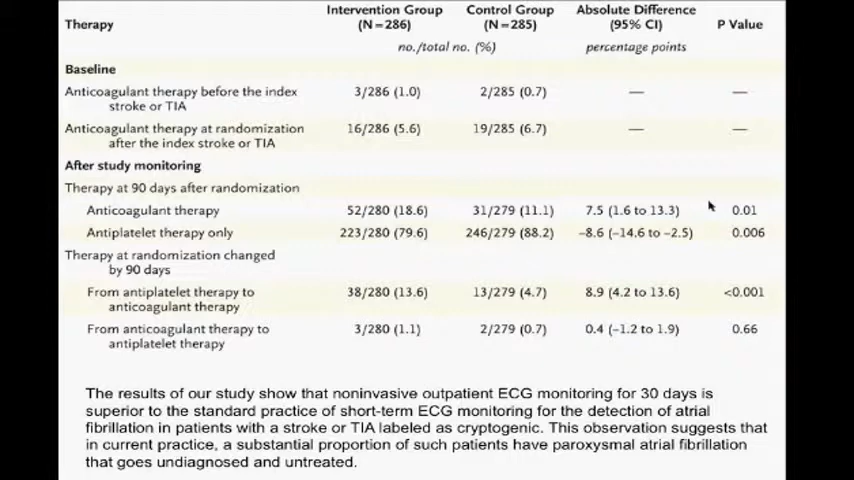 Therapy Intervention Group (N=286) Control Group (N=285) Absolute Difference (95% CI) P Value
no./total no. (%) percentage points
Baseline
Anticoagulant therapy before the index stroke or TIA 3/286 (1.0) 2/285 (0.7) — —
Anticoagulant therapy at randomization after the index stroke or TIA 16/286 (5.6) 19/285 (6.7) — —
After study monitoring
Therapy at 90 days after randomization
Anticoagulant therapy 52/280 (18.6) 31/279 (11.1) 7.5 (1.6 to 13.3) 0.01
Antiplatelet therapy only 223/280 (79.6) 246/279 (88.2) –8.6 (–14.6 to –2.5) 0.006
Therapy at randomization changed by 90 days
From antiplatelet therapy to anticoagulant therapy 38/280 (13.6) 13/279 (4.7) 8.9 (4.2 to 13.6) <0.001
From anticoagulant therapy to antiplatelet therapy 3/280 (1.1) 2/279 (0.7) 0.4 (–1.2 to 1.9) 0.66
The results of our study show that noninvasive outpatient ECG monitoring for 30 days is
superior to the standard practice of short-term ECG monitoring for the detection of atrial
fibrillation in patients with a stroke or TIA labeled as cryptogenic. This observation suggests that
in current practice, a substantial proportion of such patients have paroxysmal atrial fibrillation
that goes undiagnosed and untreated.